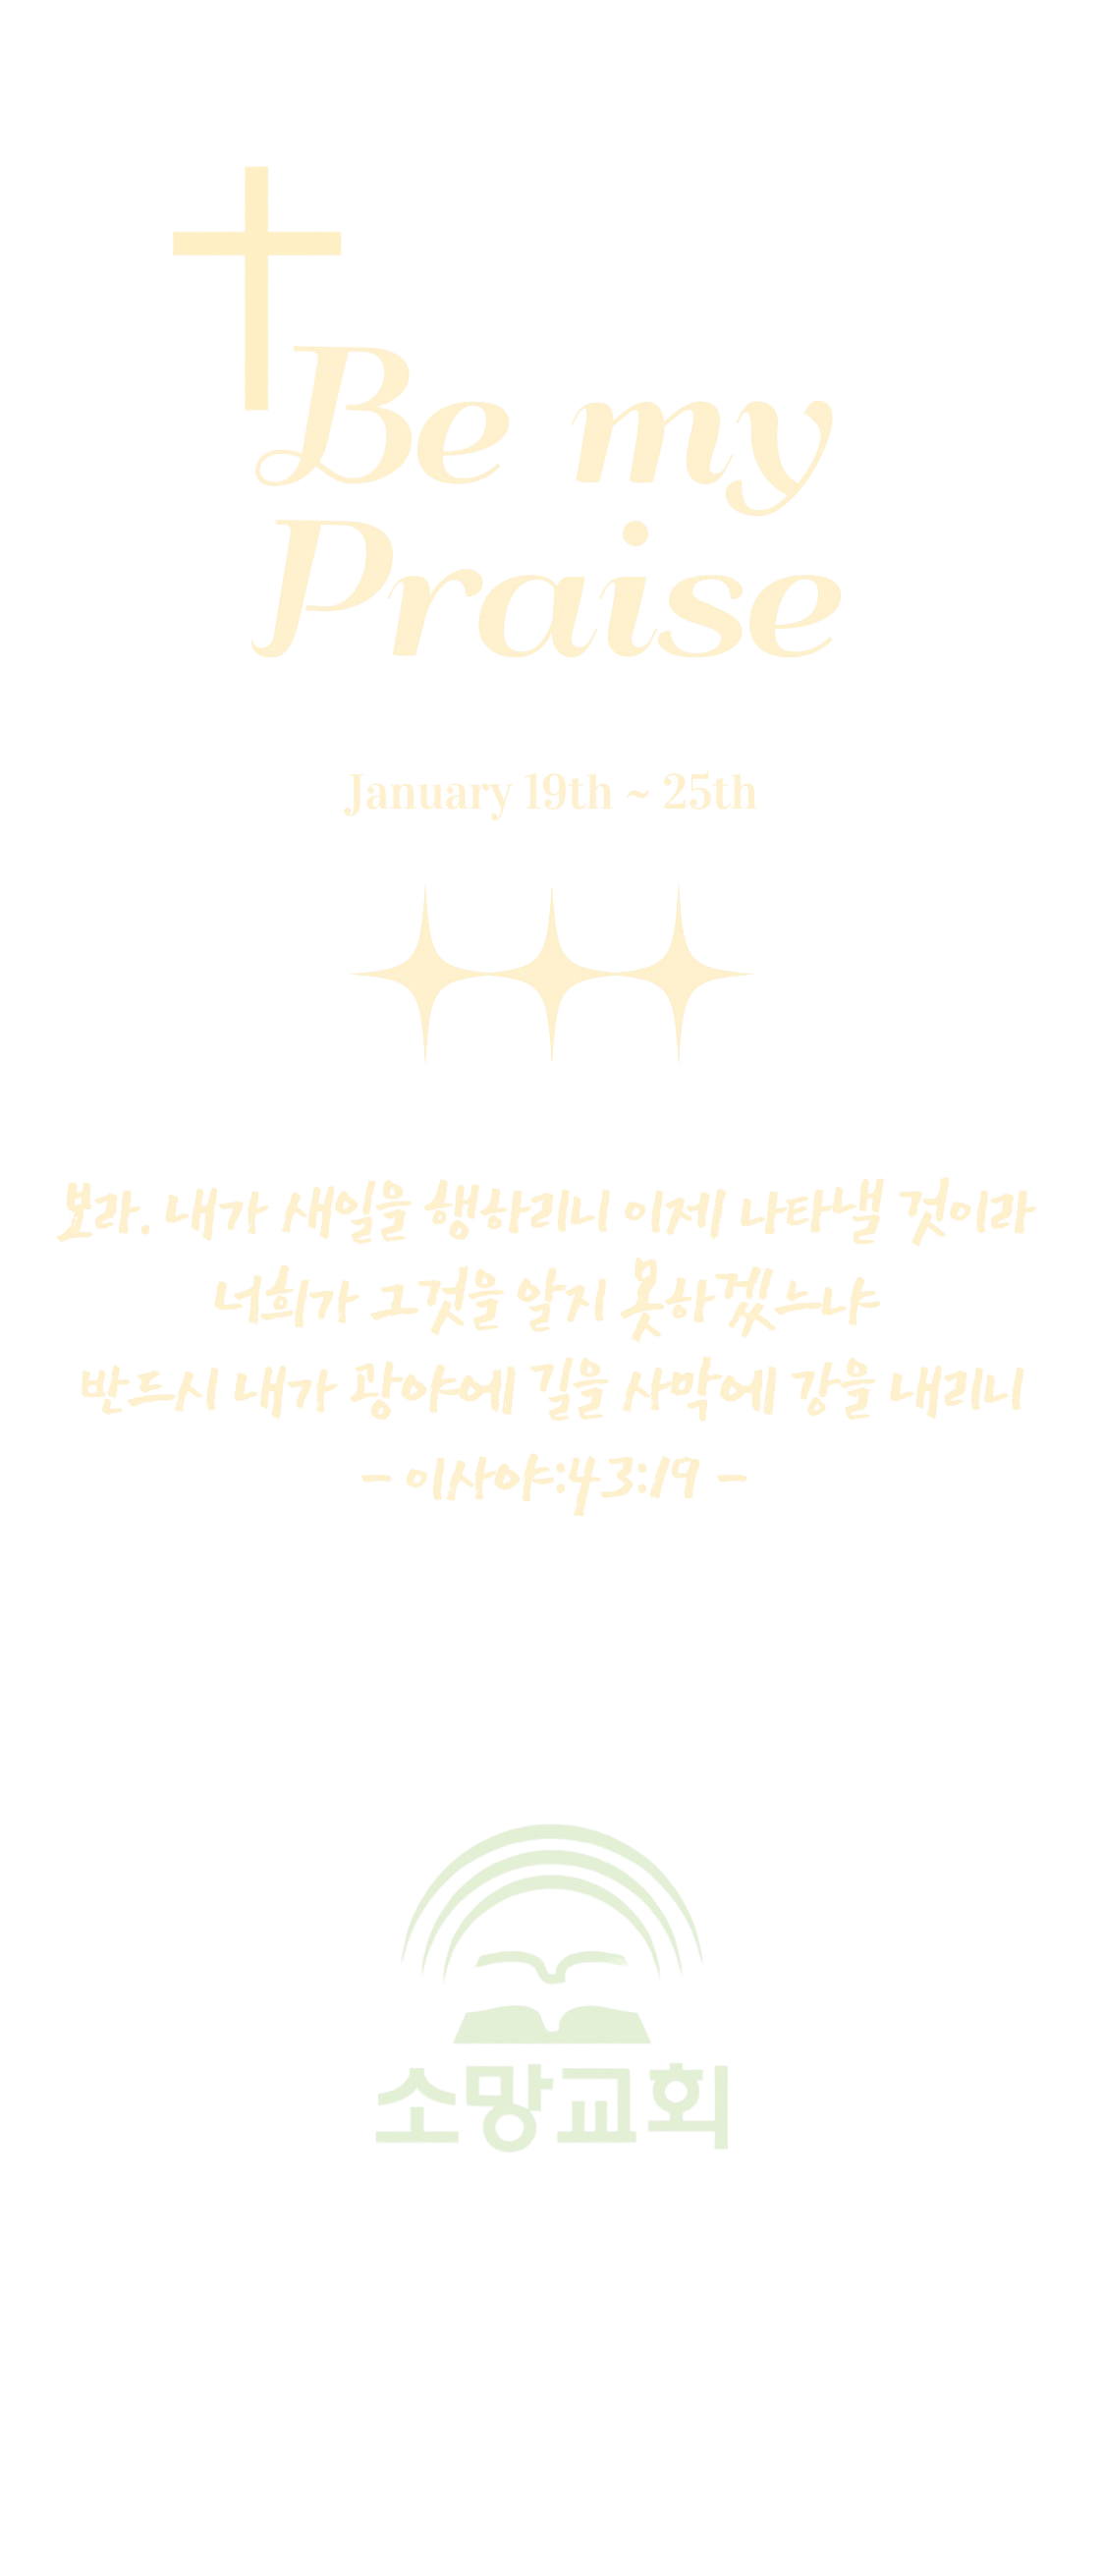 Be my
Praise
January 19th ~ 25th
보라. 내가 새일을 행하리니 이제 나타낼 것이라
너희가 그것을 알지 못하겠느냐
반드시 내가 광야에 길을 사막에 강을 내리니
- 이사야:43:19 -
소망교회